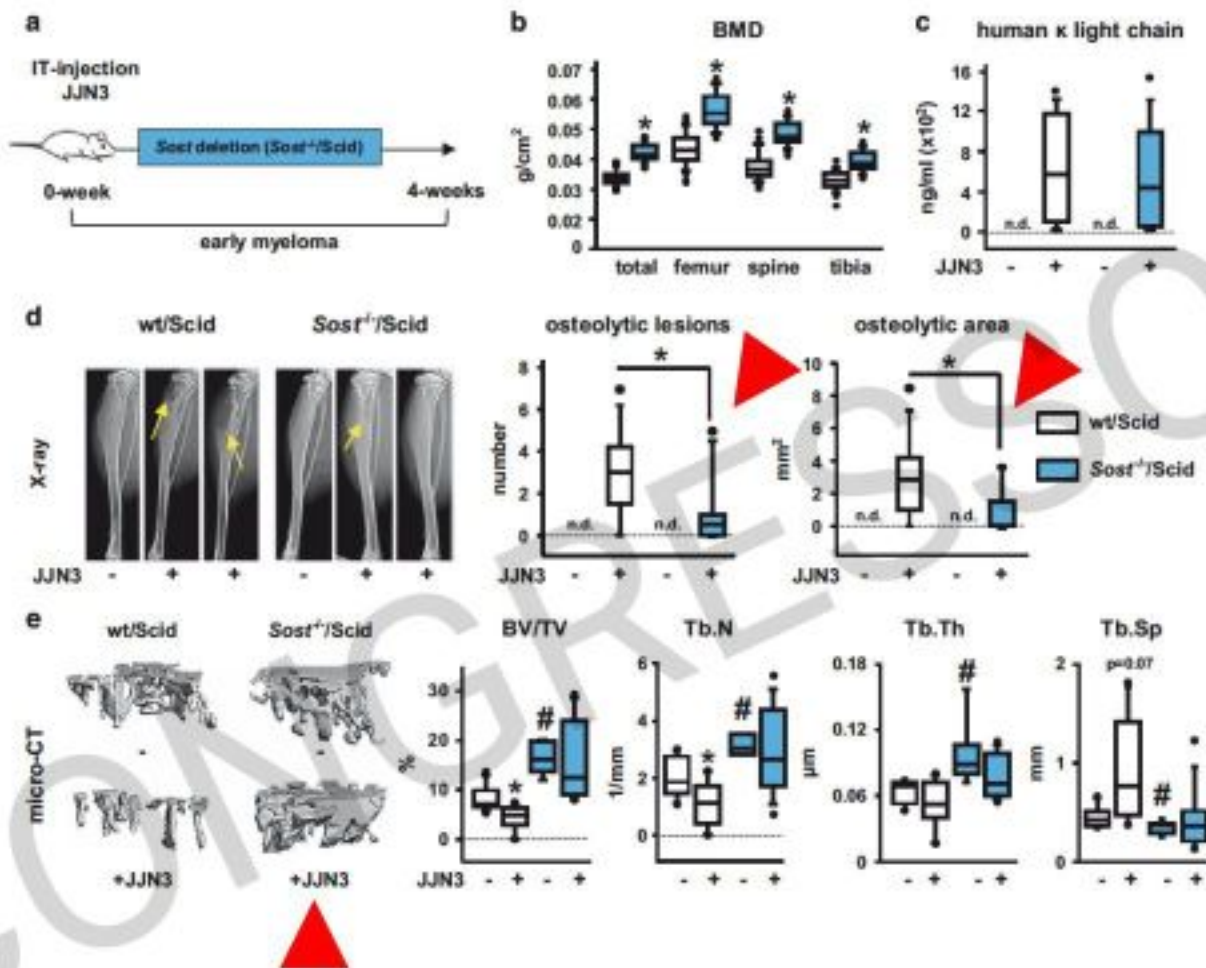 a
IT-injection
JJN3
Sost deletion (Sost-/-/Scid)
0-week
4-weeks
early myeloma
b
BMD
g/cm²
0.07
0.06
0.05
0.04
0.03
0.02
0
*
*
*
*
total
femur
spine
tibia
c
human κ light chain
ng/ml (x10²)
16
12
8
4
0
n.d.
n.d.
JJN3 - + - +
d
wt/Scid
Sost-/-/Scid
X-ray
JJN3 - + + - + +
osteolytic lesions
number
8
6
4
2
0
*
n.d.
n.d.
JJN3 - + - +
osteolytic area
mm²
10
8
6
4
2
0
*
n.d.
n.d.
JJN3 - + - +
wt/Scid
Sost-/-/Scid
e
wt/Scid
Sost-/-/Scid
micro-CT
-
-
+JJN3
+JJN3
BV/TV
%
30
20
10
0
*
#
JJN3 - + - +
Tb.N
1/mm
6
4
2
0
*
#
- + - +
Tb.Th
µm
0.18
0.12
0.06
0
#
- + - +
Tb.Sp
mm
2
1
0
p=0.07
#
- + - +
CONGRESSO